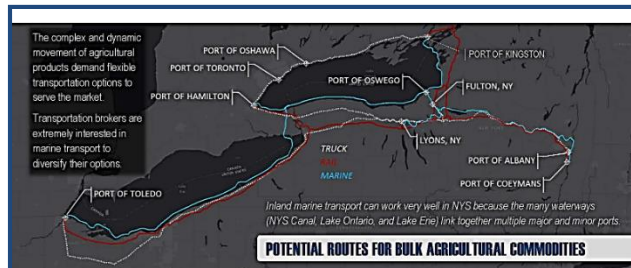 The complex and dynamic
movement of agricultural
products demand flexible
transportation options to
serve the market.
Transportation brokers are
extremely interested in
marine transport to
diversify their options.
PORT OF OSHAWA
PORT OF TORONTO
PORT OF HAMILTON
PORT OF KINGSTON
PORT OF OSWEGO
FULTON, NY
LYONS, NY
TRUCK
RAIL
MARINE
PORT OF ALBANY
PORT OF COEYMANS
PORT OF TOLEDO
Inland marine transport can work very well in NYS because the many waterways
(NYS Canal, Lake Ontario, and Lake Erie) link together multiple major and minor ports.
POTENTIAL ROUTES FOR BULK AGRICULTURAL COMMODITIES